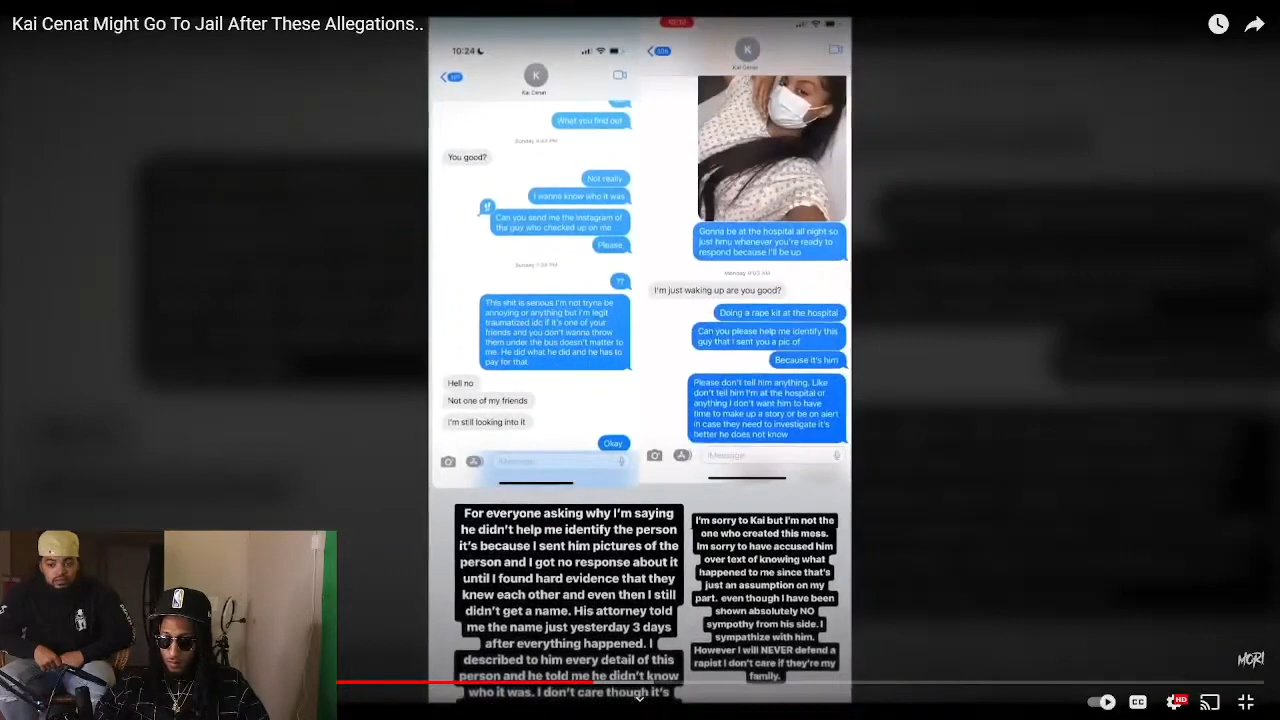 Kai Cenat Might Go To Jail After These Allegations..
10:24
K
Kai Cenat
What you find out
You good?
Not really
I wanna know who it was
Can you send me the instagram of
the guy who checked up on me
Please
??
This shit is serious I'm not tryna be
annoying or anything but I'm legit
traumatized idc if it's one of your
friends and you don't wanna throw
them under the bus doesn't matter to
me. He did what he did and he has to
pay for that
Hell no
Not one of my friends
I'm still looking into it
Okay
iMessage
K
Kai Cenat
Gonna be at the hospital all night so
just hmu whenever you're ready to
respond because I'll be up
I'm just waking up are you good?
Doing a rape kit at the hospital
Can you please help me identify this
guy that I sent you a pic of
Because it's him
Please don't tell him anything. Like
don't tell him I'm at the hospital or
anything I don't want him to have
time to make up a story or be on alert
in case they need to investigate it's
better he does not know
iMessage
For everyone asking why I'm saying
he didn't help me identify the person
it's because I sent him pictures of the
person and I got no response about it
until I found hard evidence that they
knew each other and even then I still
didn't get a name. His attorney told
me the name just yesterday 3 days
after everything happened. I
described to him every detail of this
person and he told me he didn't know
who it was. I don't care though it's
I'm sorry to Kai but I'm not the
one who created this mess.
Im sorry to have accused him
over text of knowing what
happened to me since that's
just an assumption on my
part. even though I have been
shown absolutely NO
sympothy from his side. I
sympathize with him.
However I will NEVER defend a
rapist I don't care if they're my
family.
CC
HD